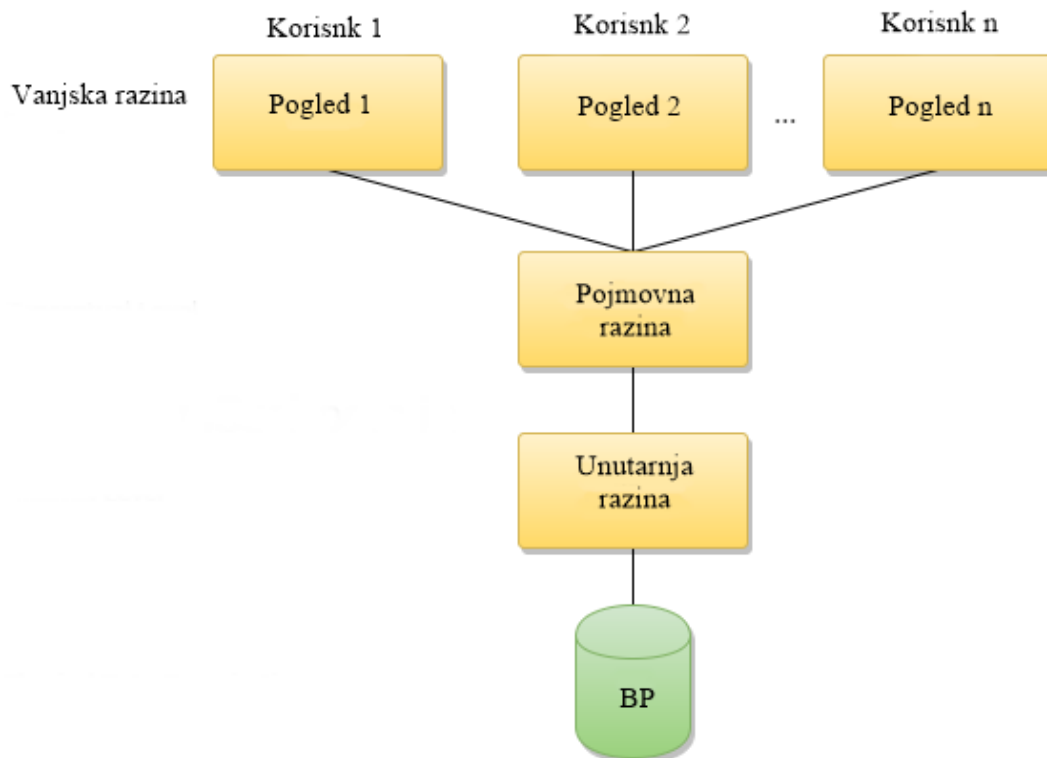 Korisnk 1
Korisnk 2
Korisnk n
Vanjska razina
Pogled 1
Pogled 2
...
Pogled n
Pojmovna
razina
Unutarnja
razina
BP